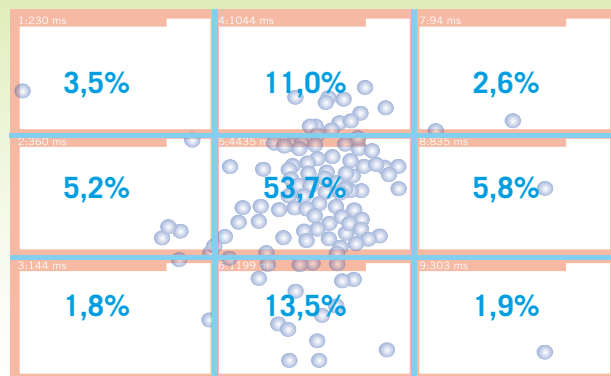 1:230 ms 4:1044 ms 7:94 ms
3,5% 11,0% 2,6%
2:360 ms 5:4435 ms 8:835 ms
5,2% 53,7% 5,8%
3:144 ms 6:1199 ms 9:303 ms
1,8% 13,5% 1,9%